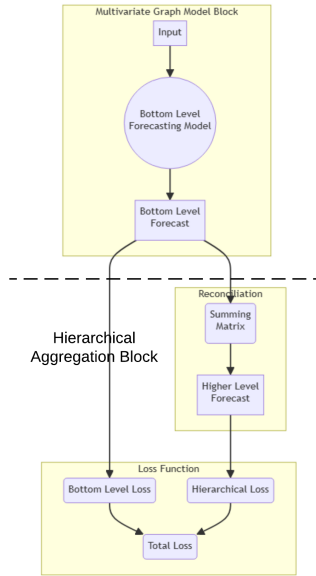 Multivariate Graph Model Block
Input
Bottom Level
Forecasting Model
Bottom Level
Forecast
Reconciliation
Summing
Matrix
Hierarchical
Aggregation Block
Higher Level
Forecast
Loss Function
Bottom Level Loss
Hierarchical Loss
Total Loss